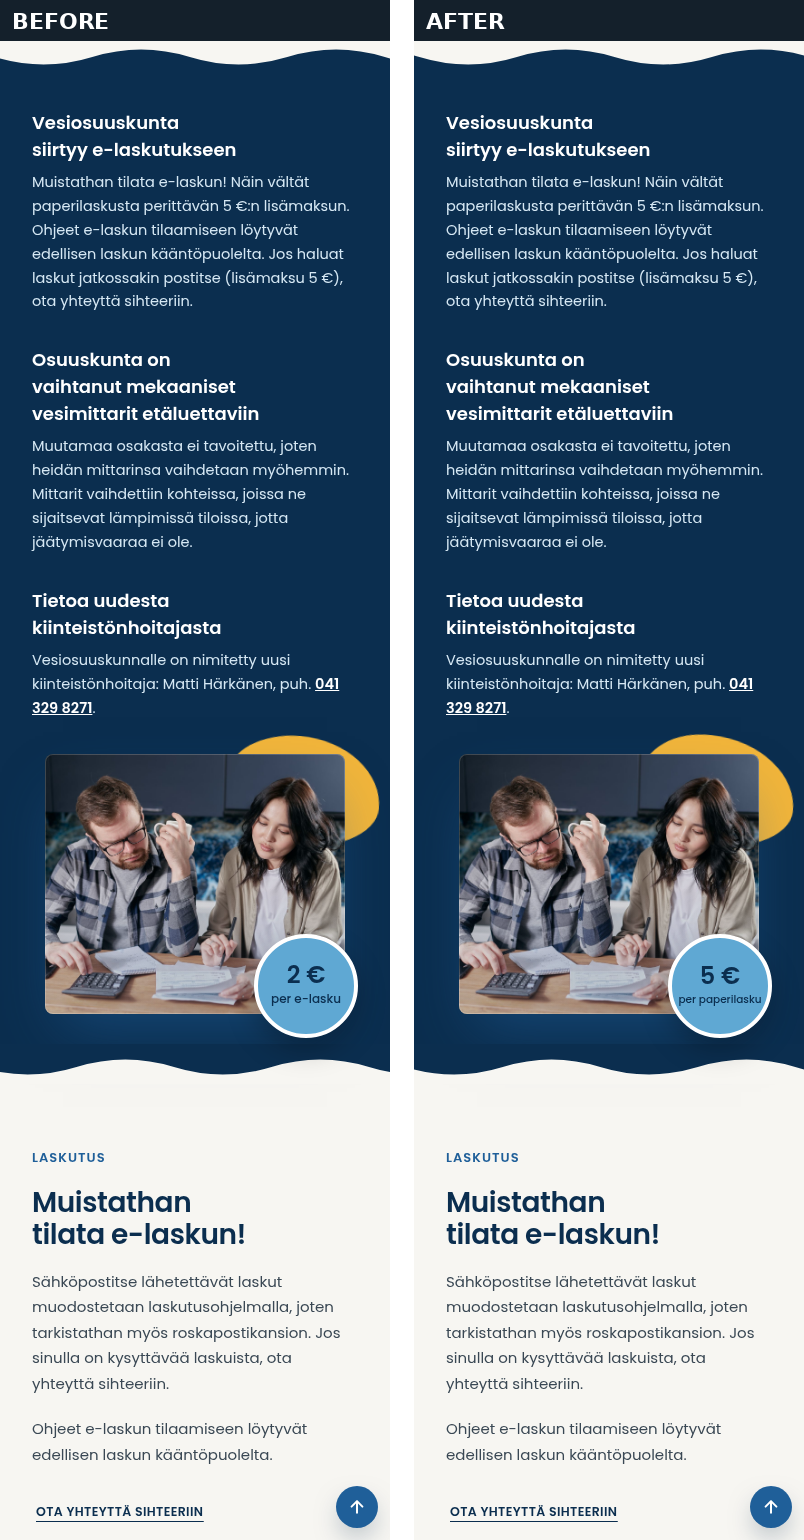 BEFORE
Vesiosuuskunta
siirtyy e-laskutukseen
Muistathan tilata e-laskun! Näin vältät
paperilaskusta perittävän 5 €:n lisämaksun.
Ohjeet e-laskun tilaamiseen löytyvät
edellisen laskun kääntöpuolelta. Jos haluat
laskut jatkossakin postitse (lisämaksu 5 €),
ota yhteyttä sihteeriin.
Osuuskunta on
vaihtanut mekaaniset
vesimittarit etäluettaviin
Muutamaa osakasta ei tavoitettu, joten
heidän mittarinsa vaihdetaan myöhemmin.
Mittarit vaihdettiin kohteissa, joissa ne
sijaitsevat lämpimissä tiloissa, jotta
jäätymisvaaraa ei ole.
Tietoa uudesta
kiinteistönhoitajasta
Vesiosuuskunnalle on nimitetty uusi
kiinteistönhoitaja: Matti Härkänen, puh. 041
329 8271.
2 €
per e-lasku
LASKUTUS
Muistathan
tilata e-laskun!
Sähköpostitse lähetettävät laskut
muodostetaan laskutusohjelmalla, joten
tarkistathan myös roskapostikansion. Jos
sinulla on kysyttävää laskuista, ota
yhteyttä sihteeriin.
Ohjeet e-laskun tilaamiseen löytyvät
edellisen laskun kääntöpuolelta.
OTA YHTEYTTÄ SIHTEERIIN
AFTER
Vesiosuuskunta
siirtyy e-laskutukseen
Muistathan tilata e-laskun! Näin vältät
paperilaskusta perittävän 5 €:n lisämaksun.
Ohjeet e-laskun tilaamiseen löytyvät
edellisen laskun kääntöpuolelta. Jos haluat
laskut jatkossakin postitse (lisämaksu 5 €),
ota yhteyttä sihteeriin.
Osuuskunta on
vaihtanut mekaaniset
vesimittarit etäluettaviin
Muutamaa osakasta ei tavoitettu, joten
heidän mittarinsa vaihdetaan myöhemmin.
Mittarit vaihdettiin kohteissa, joissa ne
sijaitsevat lämpimissä tiloissa, jotta
jäätymisvaaraa ei ole.
Tietoa uudesta
kiinteistönhoitajasta
Vesiosuuskunnalle on nimitetty uusi
kiinteistönhoitaja: Matti Härkänen, puh. 041
329 8271.
5 €
per paperilasku
LASKUTUS
Muistathan
tilata e-laskun!
Sähköpostitse lähetettävät laskut
muodostetaan laskutusohjelmalla, joten
tarkistathan myös roskapostikansion. Jos
sinulla on kysyttävää laskuista, ota
yhteyttä sihteeriin.
Ohjeet e-laskun tilaamiseen löytyvät
edellisen laskun kääntöpuolelta.
OTA YHTEYTTÄ SIHTEERIIN